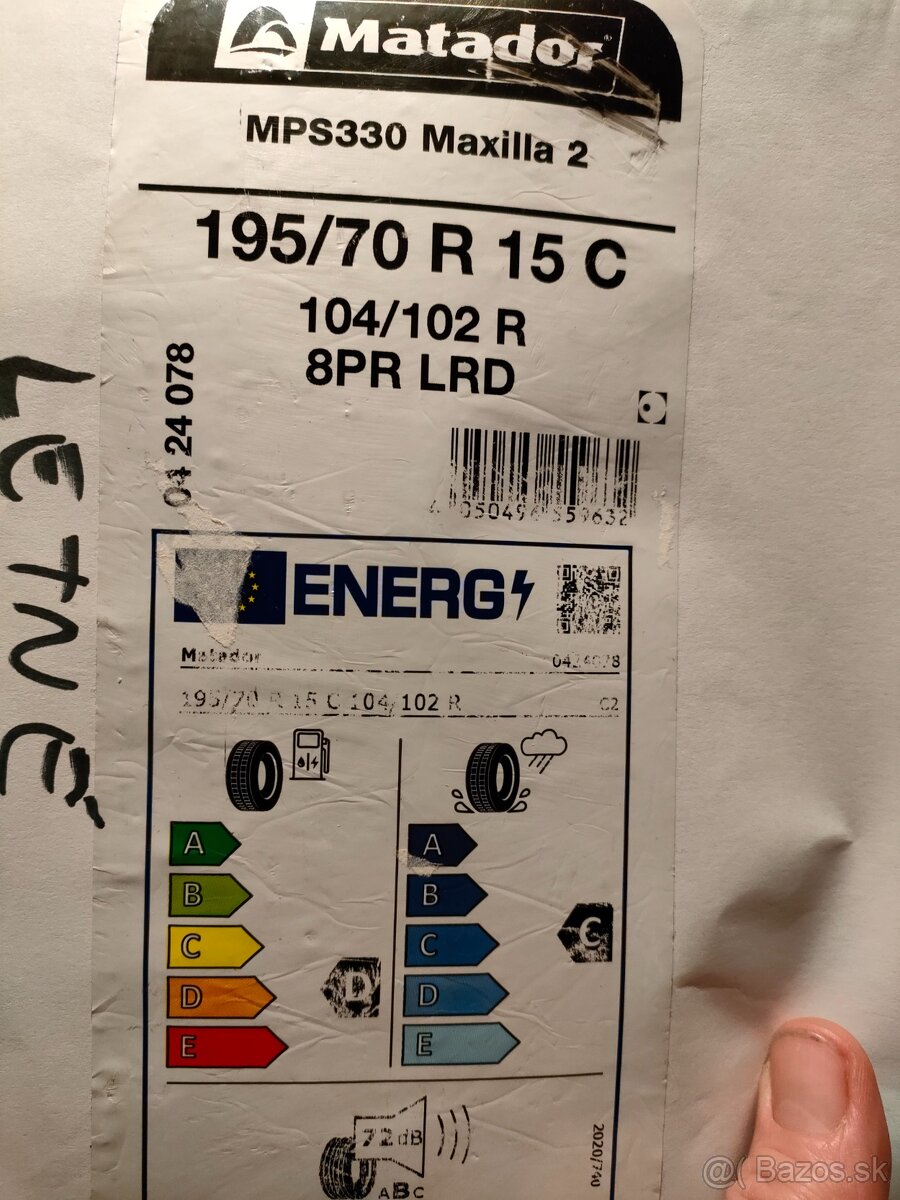 Matador
MPS330 Maxilla 2
195/70 R 15 C
104/102 R
8PR LRD
04 24 078
LETNÉ
ENERG
Matador
0424078
195/70 R 15 C 104/102 R
C2
A
B
C
D
E
D
A
B
C
D
E
C
72 dB
ABC
2020/740
@( Bazos.sk